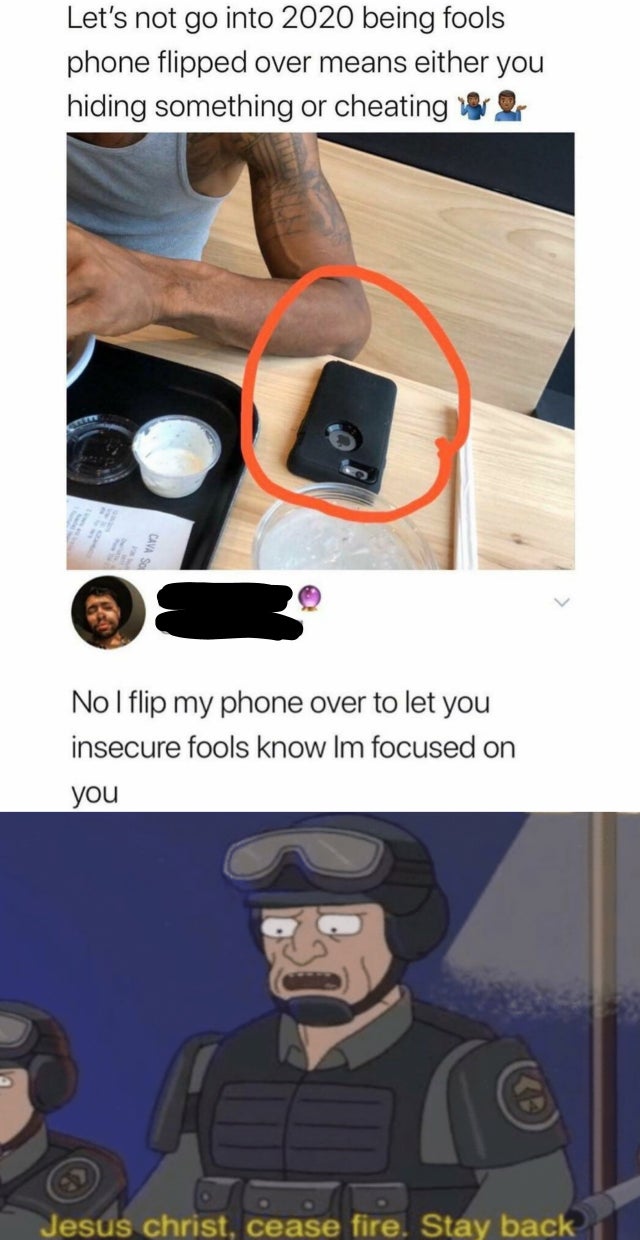 Let's not go into 2020 being fools
phone flipped over means either you
hiding something or cheating 🤷🏾‍♂️🤷🏾‍♂️
CAVA
No I flip my phone over to let you
insecure fools know Im focused on
you
Jesus christ, cease fire. Stay back